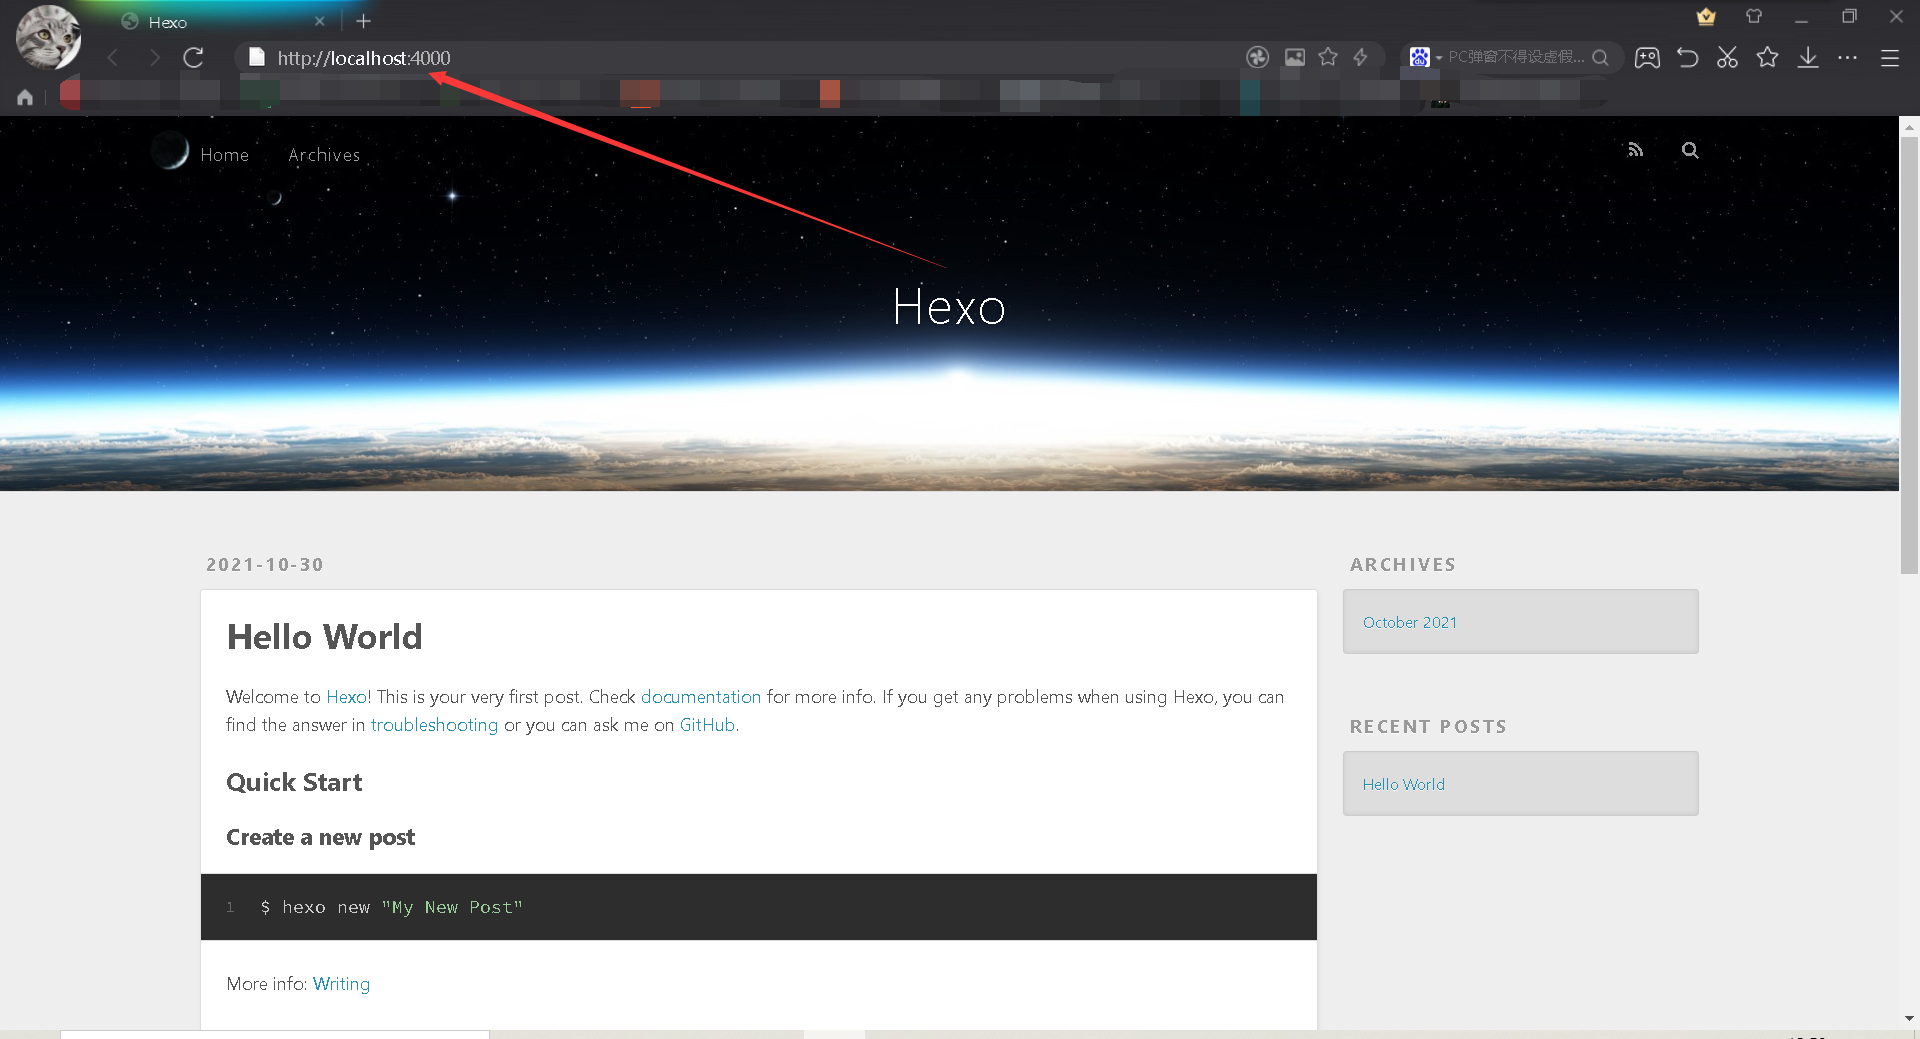 Hexo
http://localhost:4000
PC弹窗不得设虚假...
Home
Archives
Hexo
2021-10-30
Hello World
Welcome to Hexo! This is your very first post. Check documentation for more info. If you get any problems when using Hexo, you can
find the answer in troubleshooting or you can ask me on GitHub.
Quick Start
Create a new post
1 $ hexo new "My New Post"
More info: Writing
ARCHIVES
October 2021
RECENT POSTS
Hello World